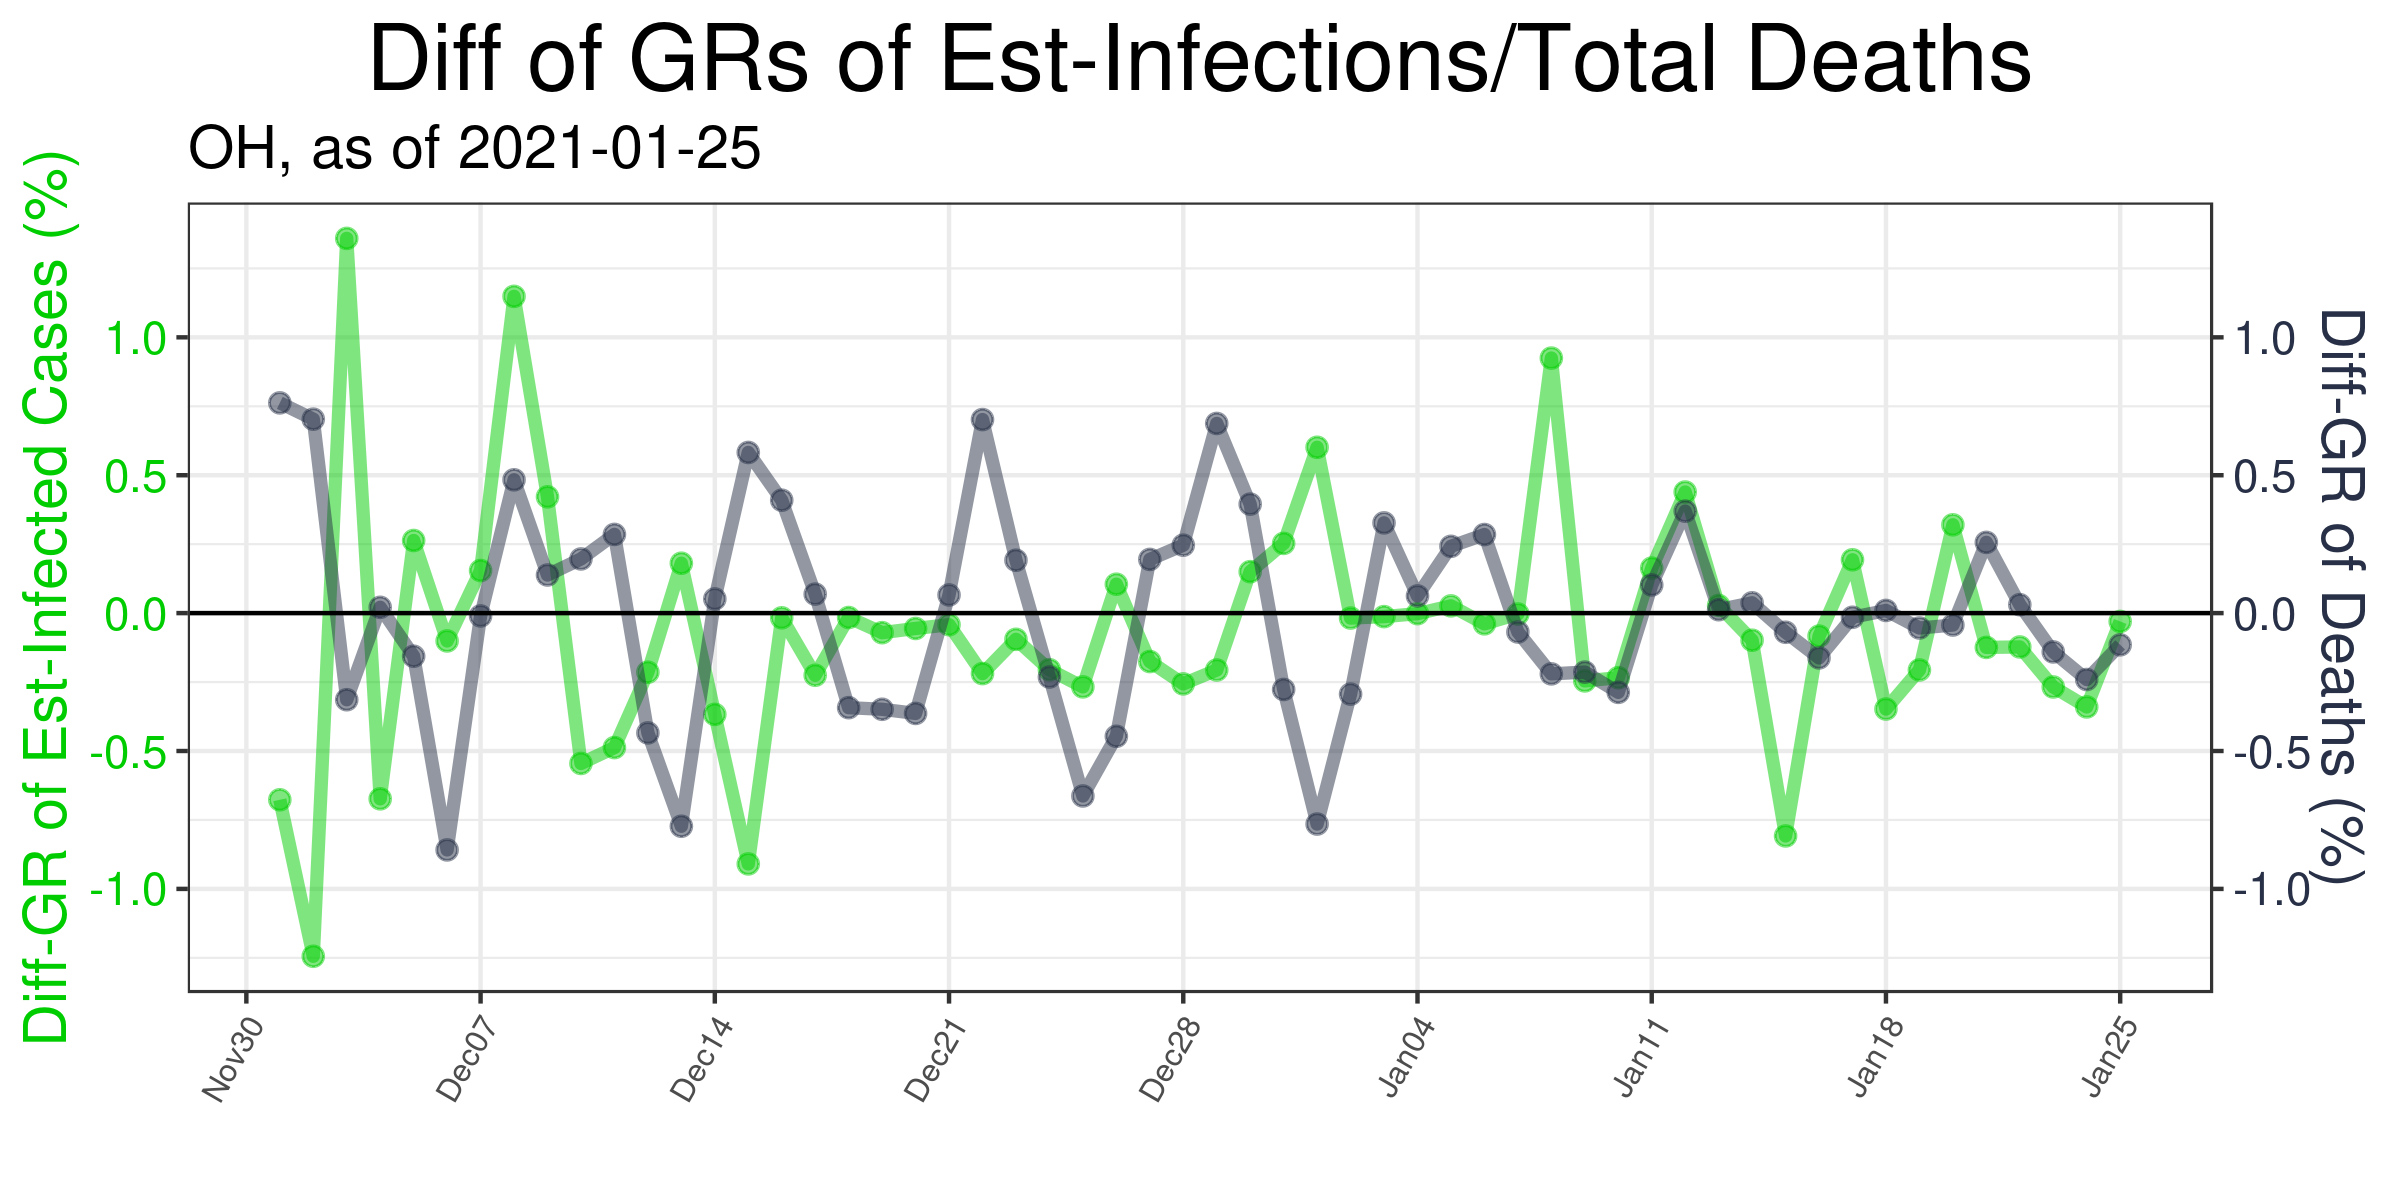 Diff of GRs of Est-Infections/Total Deaths
OH, as of 2021-01-25
Diff-GR of Est-Infected Cases (%)
1.0
0.5
0.0
-0.5
-1.0
1.0
0.5
0.0
-0.5
-1.0
Diff-GR of Deaths (%)
Nov30
Dec07
Dec14
Dec21
Dec28
Jan04
Jan11
Jan18
Jan25